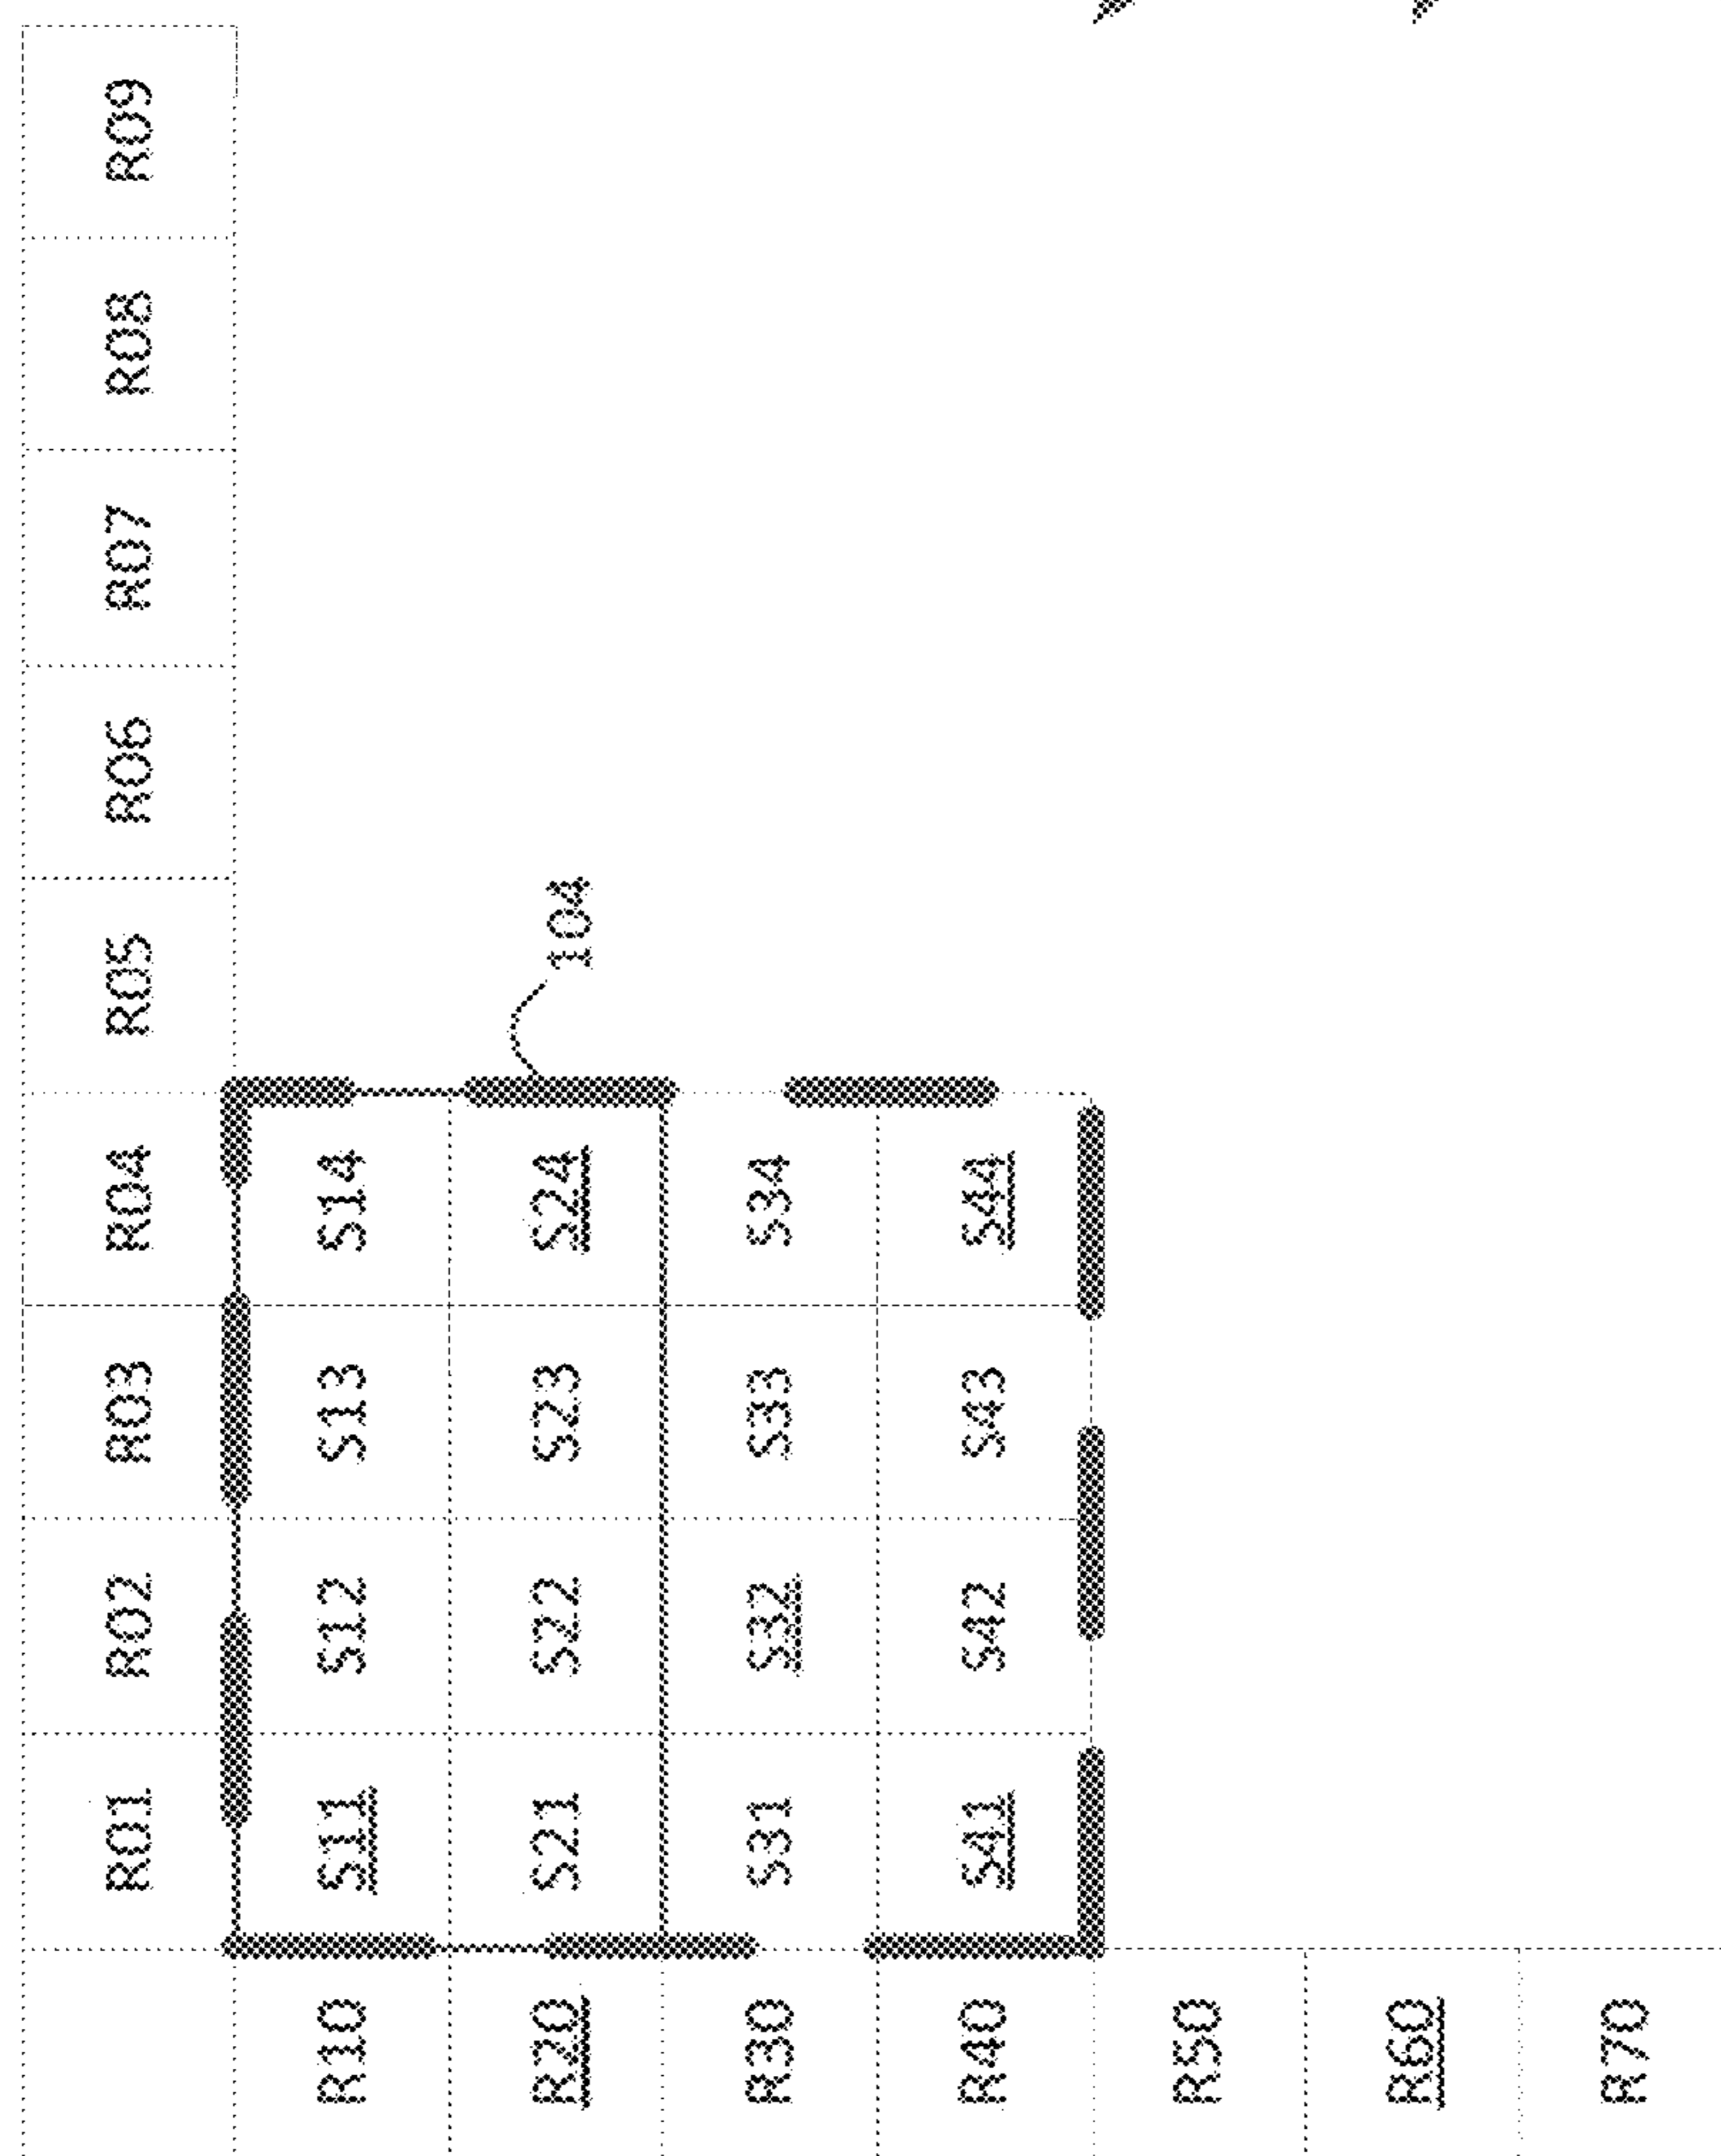 R01 R02 R03 R04 R05 R06 R07 R08 R09
R10 S11 S12 S13 S14
R20 S21 S22 S23 S24 104
R30 S31 S32 S33 S34
R40 S41 S42 S43 S44
R50
R60
R70